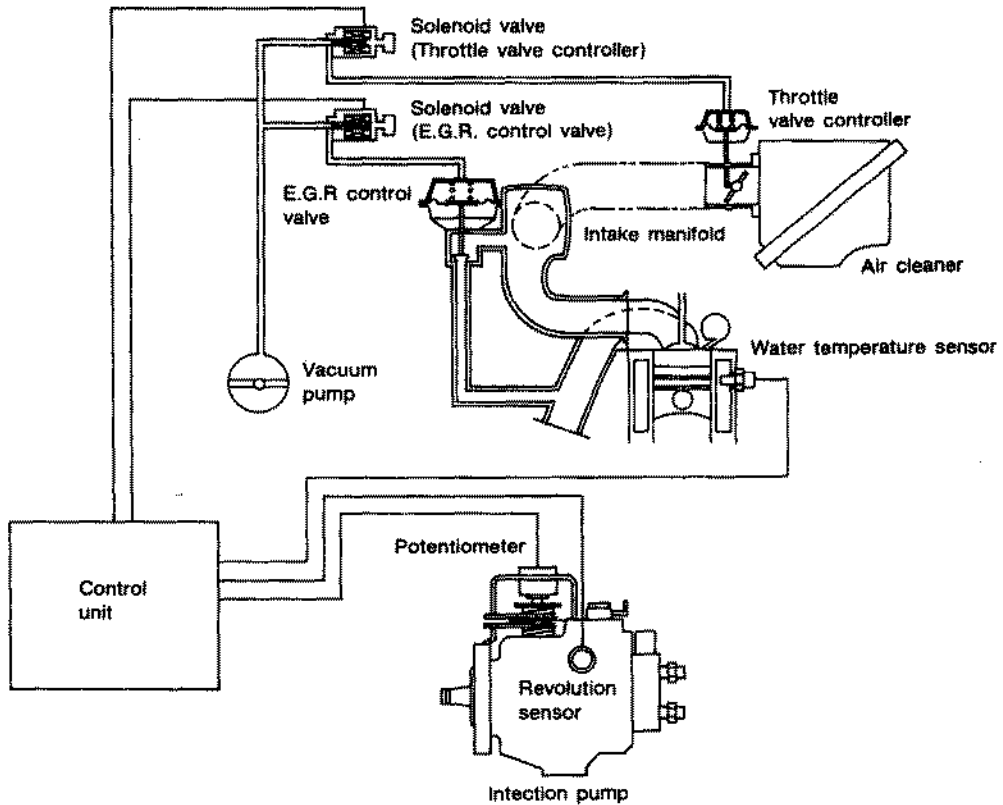 Solenoid valve
(Throttle valve controller)
Solenoid valve
(E.G.R. control valve)
Throttle
valve controller
E.G.R control
valve
Intake manifold
Air cleaner
Water temperature sensor
Vacuum
pump
Potentiometer
Control
unit
Revolution
sensor
Intection pump